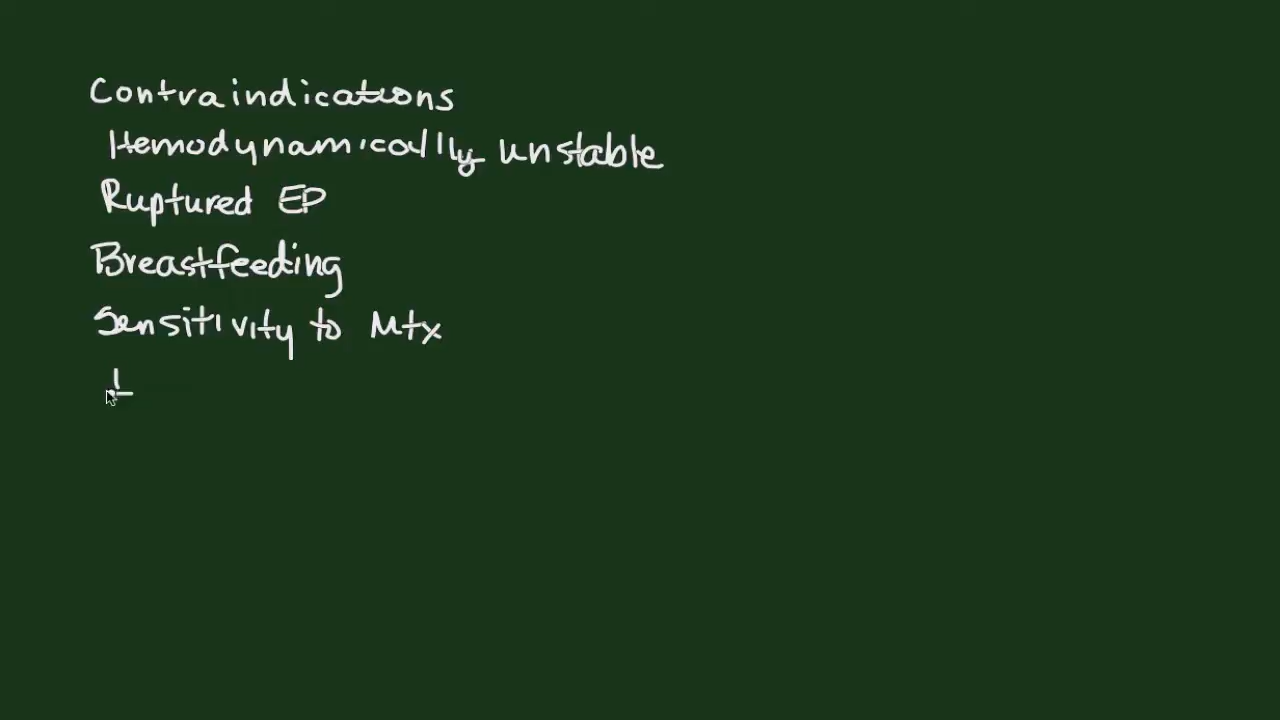 Contraindications
Hemodynamically unstable
Ruptured EP
Breastfeeding
Sensitivity to Mtx